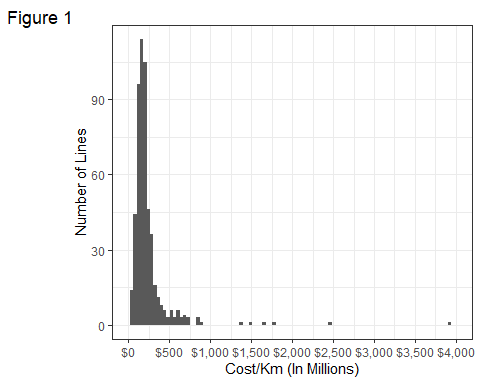 Figure 1
Number of Lines
90
60
30
0
$0 $500 $1,000 $1,500 $2,000 $2,500 $3,000 $3,500 $4,000
Cost/Km (In Millions)